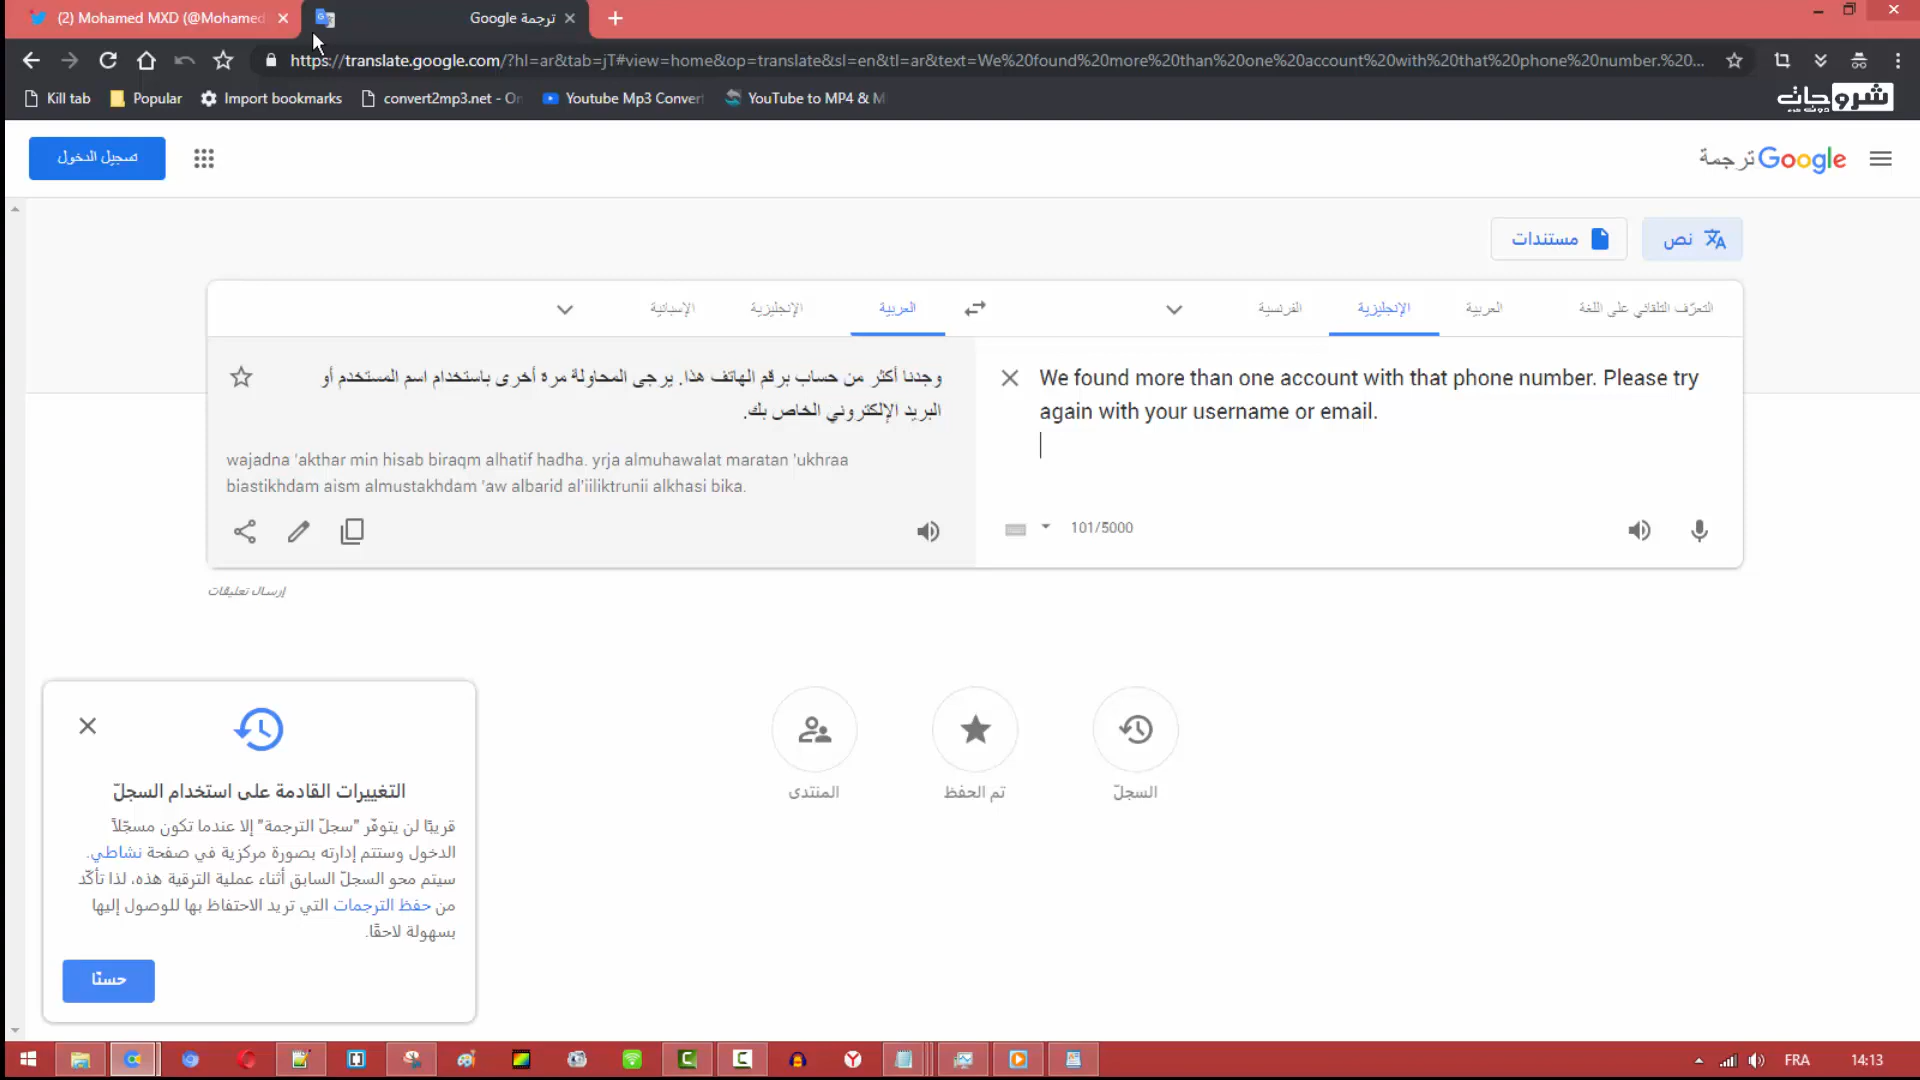 (2) Mohamed MXD (@Mohamed
ترجمة Google
https://translate.google.com/?hl=ar&tab=jT#view=home&op=translate&sl=en&tl=ar&text=We%20found%20more%20than%20one%20account%20with%20that%20phone%20number.%20...
Kill tab
Popular
Import bookmarks
convert2mp3.net - On
Youtube Mp3 Convert
YouTube to MP4 & M
شروحات
تسجيل الدخول
ترجمة Google
نص
مستندات
التعرّف التلقائي على اللغة
العربية
الإنجليزية
الفرنسية
العربية
الإنجليزية
الإسبانية
We found more than one account with that phone number. Please try
again with your username or email.
101/5000
وجدنا أكثر من حساب برقم الهاتف هذا. يرجى المحاولة مرة أخرى باستخدام اسم المستخدم أو
البريد الإلكتروني الخاص بك.
wajadna 'akthar min hisab biraqm alhatif hadha. yrja almuhawalat maratan 'ukhraa
biastikhdam aism almustakhdam 'aw albarid al'iiliktrunii alkhasi bika.
إرسال تعليقات
السجلّ
تم الحفظ
المنتدى
التغييرات القادمة على استخدام السجلّ
قريبًا لن يتوفّر "سجلّ الترجمة" إلا عندما تكون مسجّلاً
الدخول وستتم إدارته بصورة مركزية في صفحة نشاطي.
سيتم محو السجلّ السابق أثناء عملية الترقية هذه، لذا تأكّد
من حفظ الترجمات التي تريد الاحتفاظ بها للوصول إليها
بسهولة لاحقًا.
حسنًا
FRA
14:13